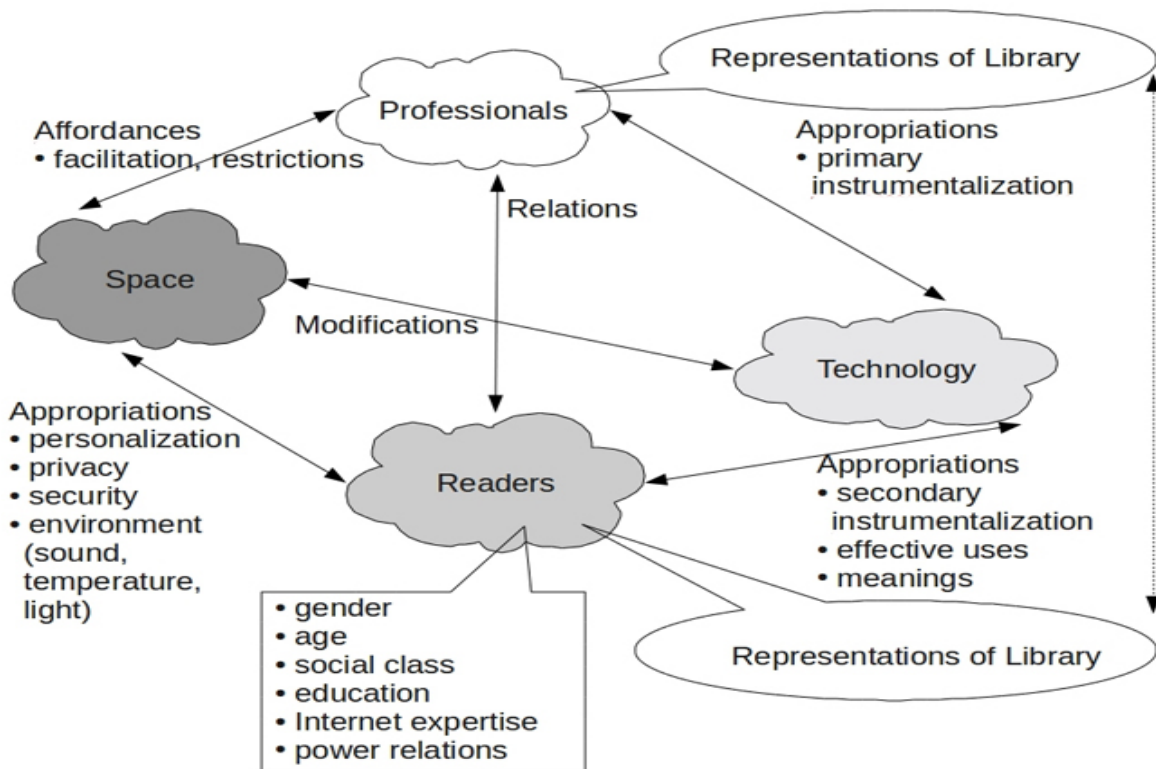 Representations of Library
Professionals
Affordances
• facilitation, restrictions
Appropriations
• primary
instrumentalization
Relations
Space
Modifications
Technology
Appropriations
• personalization
• privacy
• security
• environment
(sound,
temperature,
light)
Readers
Appropriations
• secondary
instrumentalization
• effective uses
• meanings
• gender
• age
• social class
• education
• Internet expertise
• power relations
Representations of Library